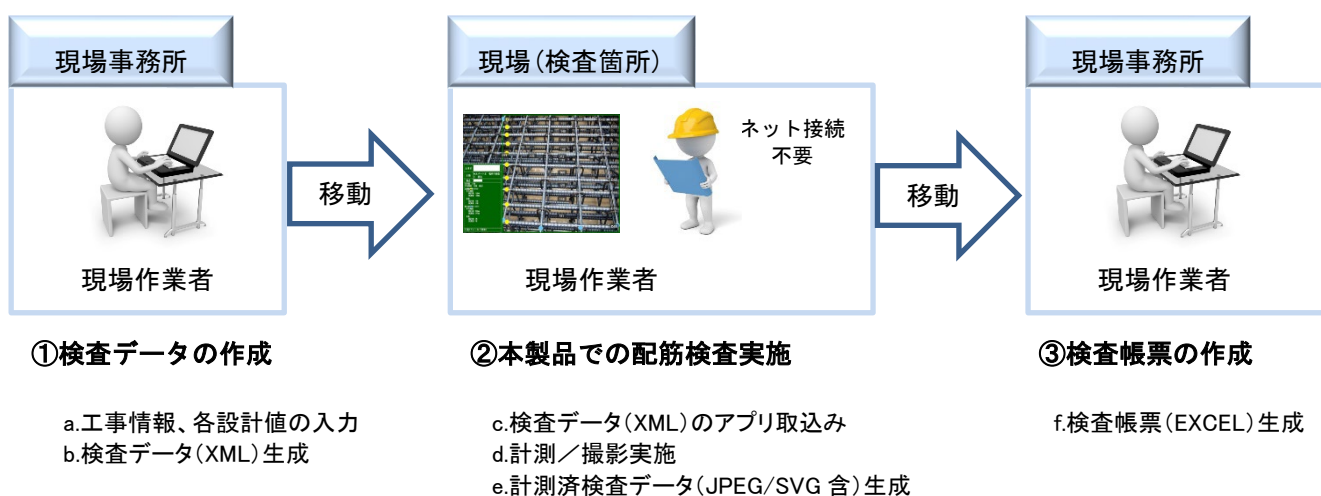 現場事務所
現場作業者
移動
現場(検査箇所)
ネット接続
不要
現場作業者
移動
現場事務所
現場作業者
①検査データの作成
a.工事情報、各設計値の入力
b.検査データ(XML)生成
②本製品での配筋検査実施
c.検査データ(XML)のアプリ取込み
d.計測/撮影実施
e.計測済検査データ(JPEG/SVG 含)生成
③検査帳票の作成
f.検査帳票(EXCEL)生成